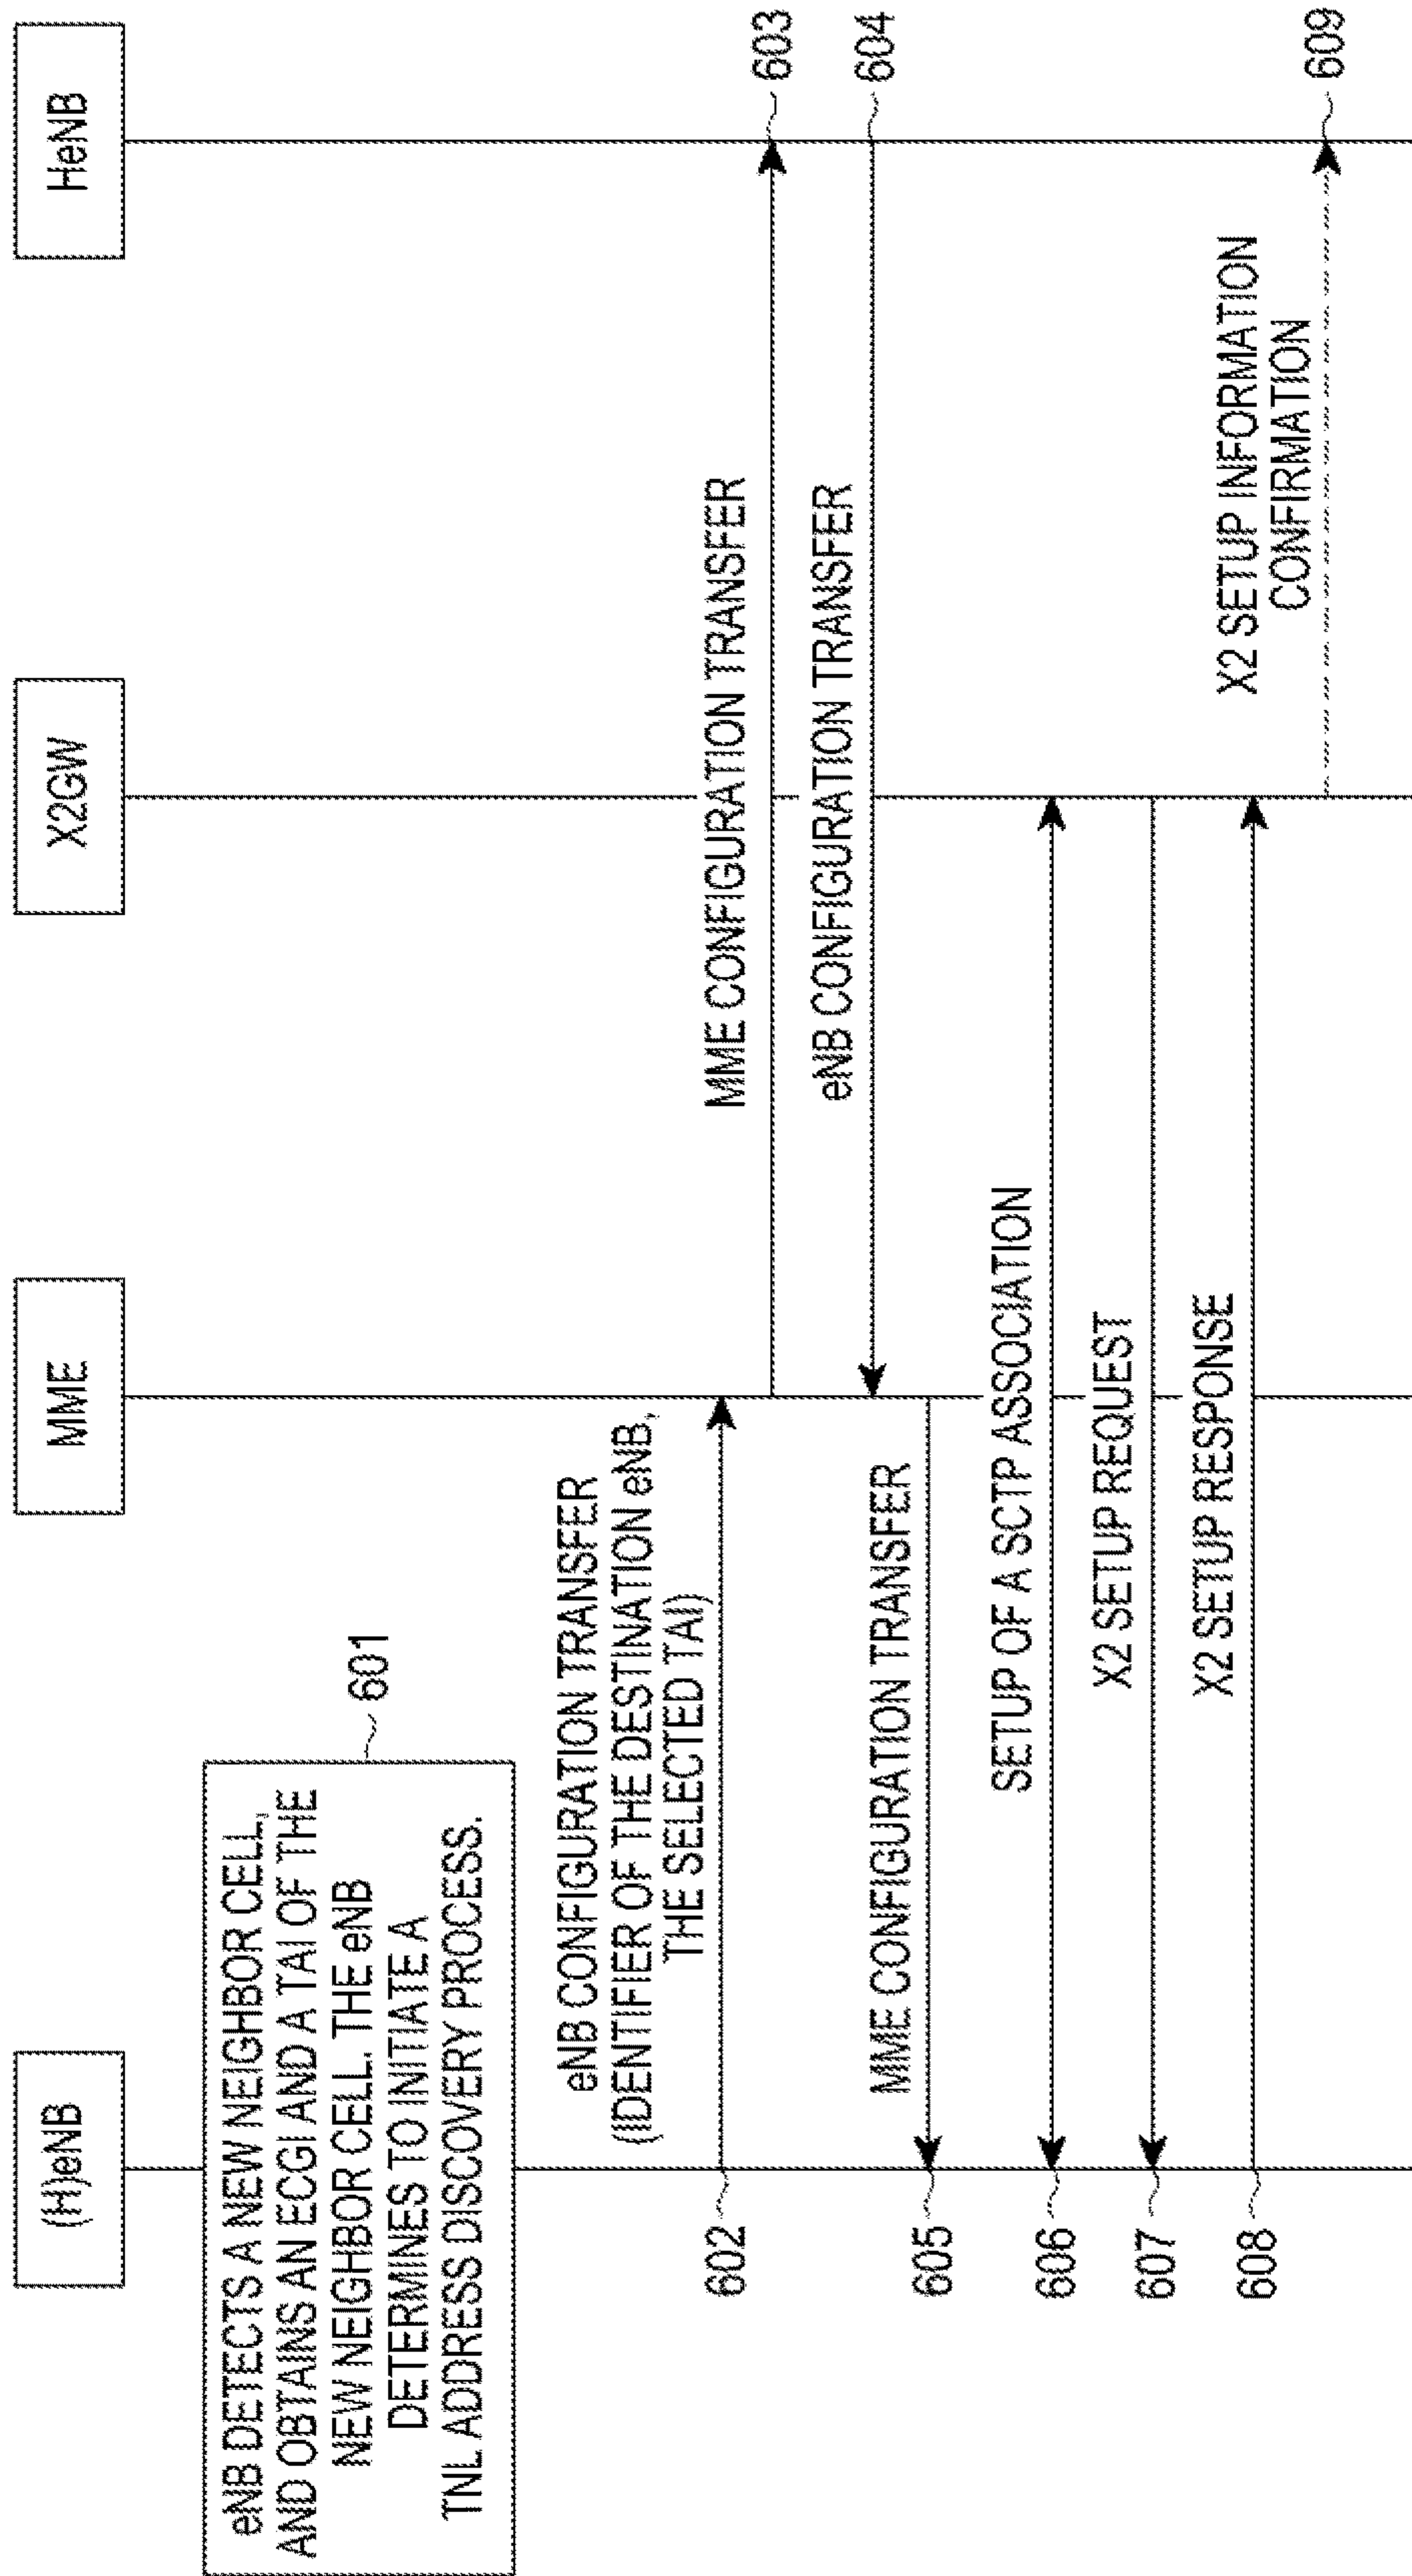 (H)eNB
MME
X2GW
HeNB
eNB DETECTS A NEW NEIGHBOR CELL,
AND OBTAINS AN ECGI AND A TAI OF THE
NEW NEIGHBOR CELL. THE eNB
DETERMINES TO INITIATE A
TNL ADDRESS DISCOVERY PROCESS.
601
eNB CONFIGURATION TRANSFER
(IDENTIFIER OF THE DESTINATION eNB,
THE SELECTED TAI)
602
MME CONFIGURATION TRANSFER
603
eNB CONFIGURATION TRANSFER
604
MME CONFIGURATION TRANSFER
605
SETUP OF A SCTP ASSOCIATION
606
X2 SETUP REQUEST
607
X2 SETUP RESPONSE
608
X2 SETUP INFORMATION
CONFIRMATION
609